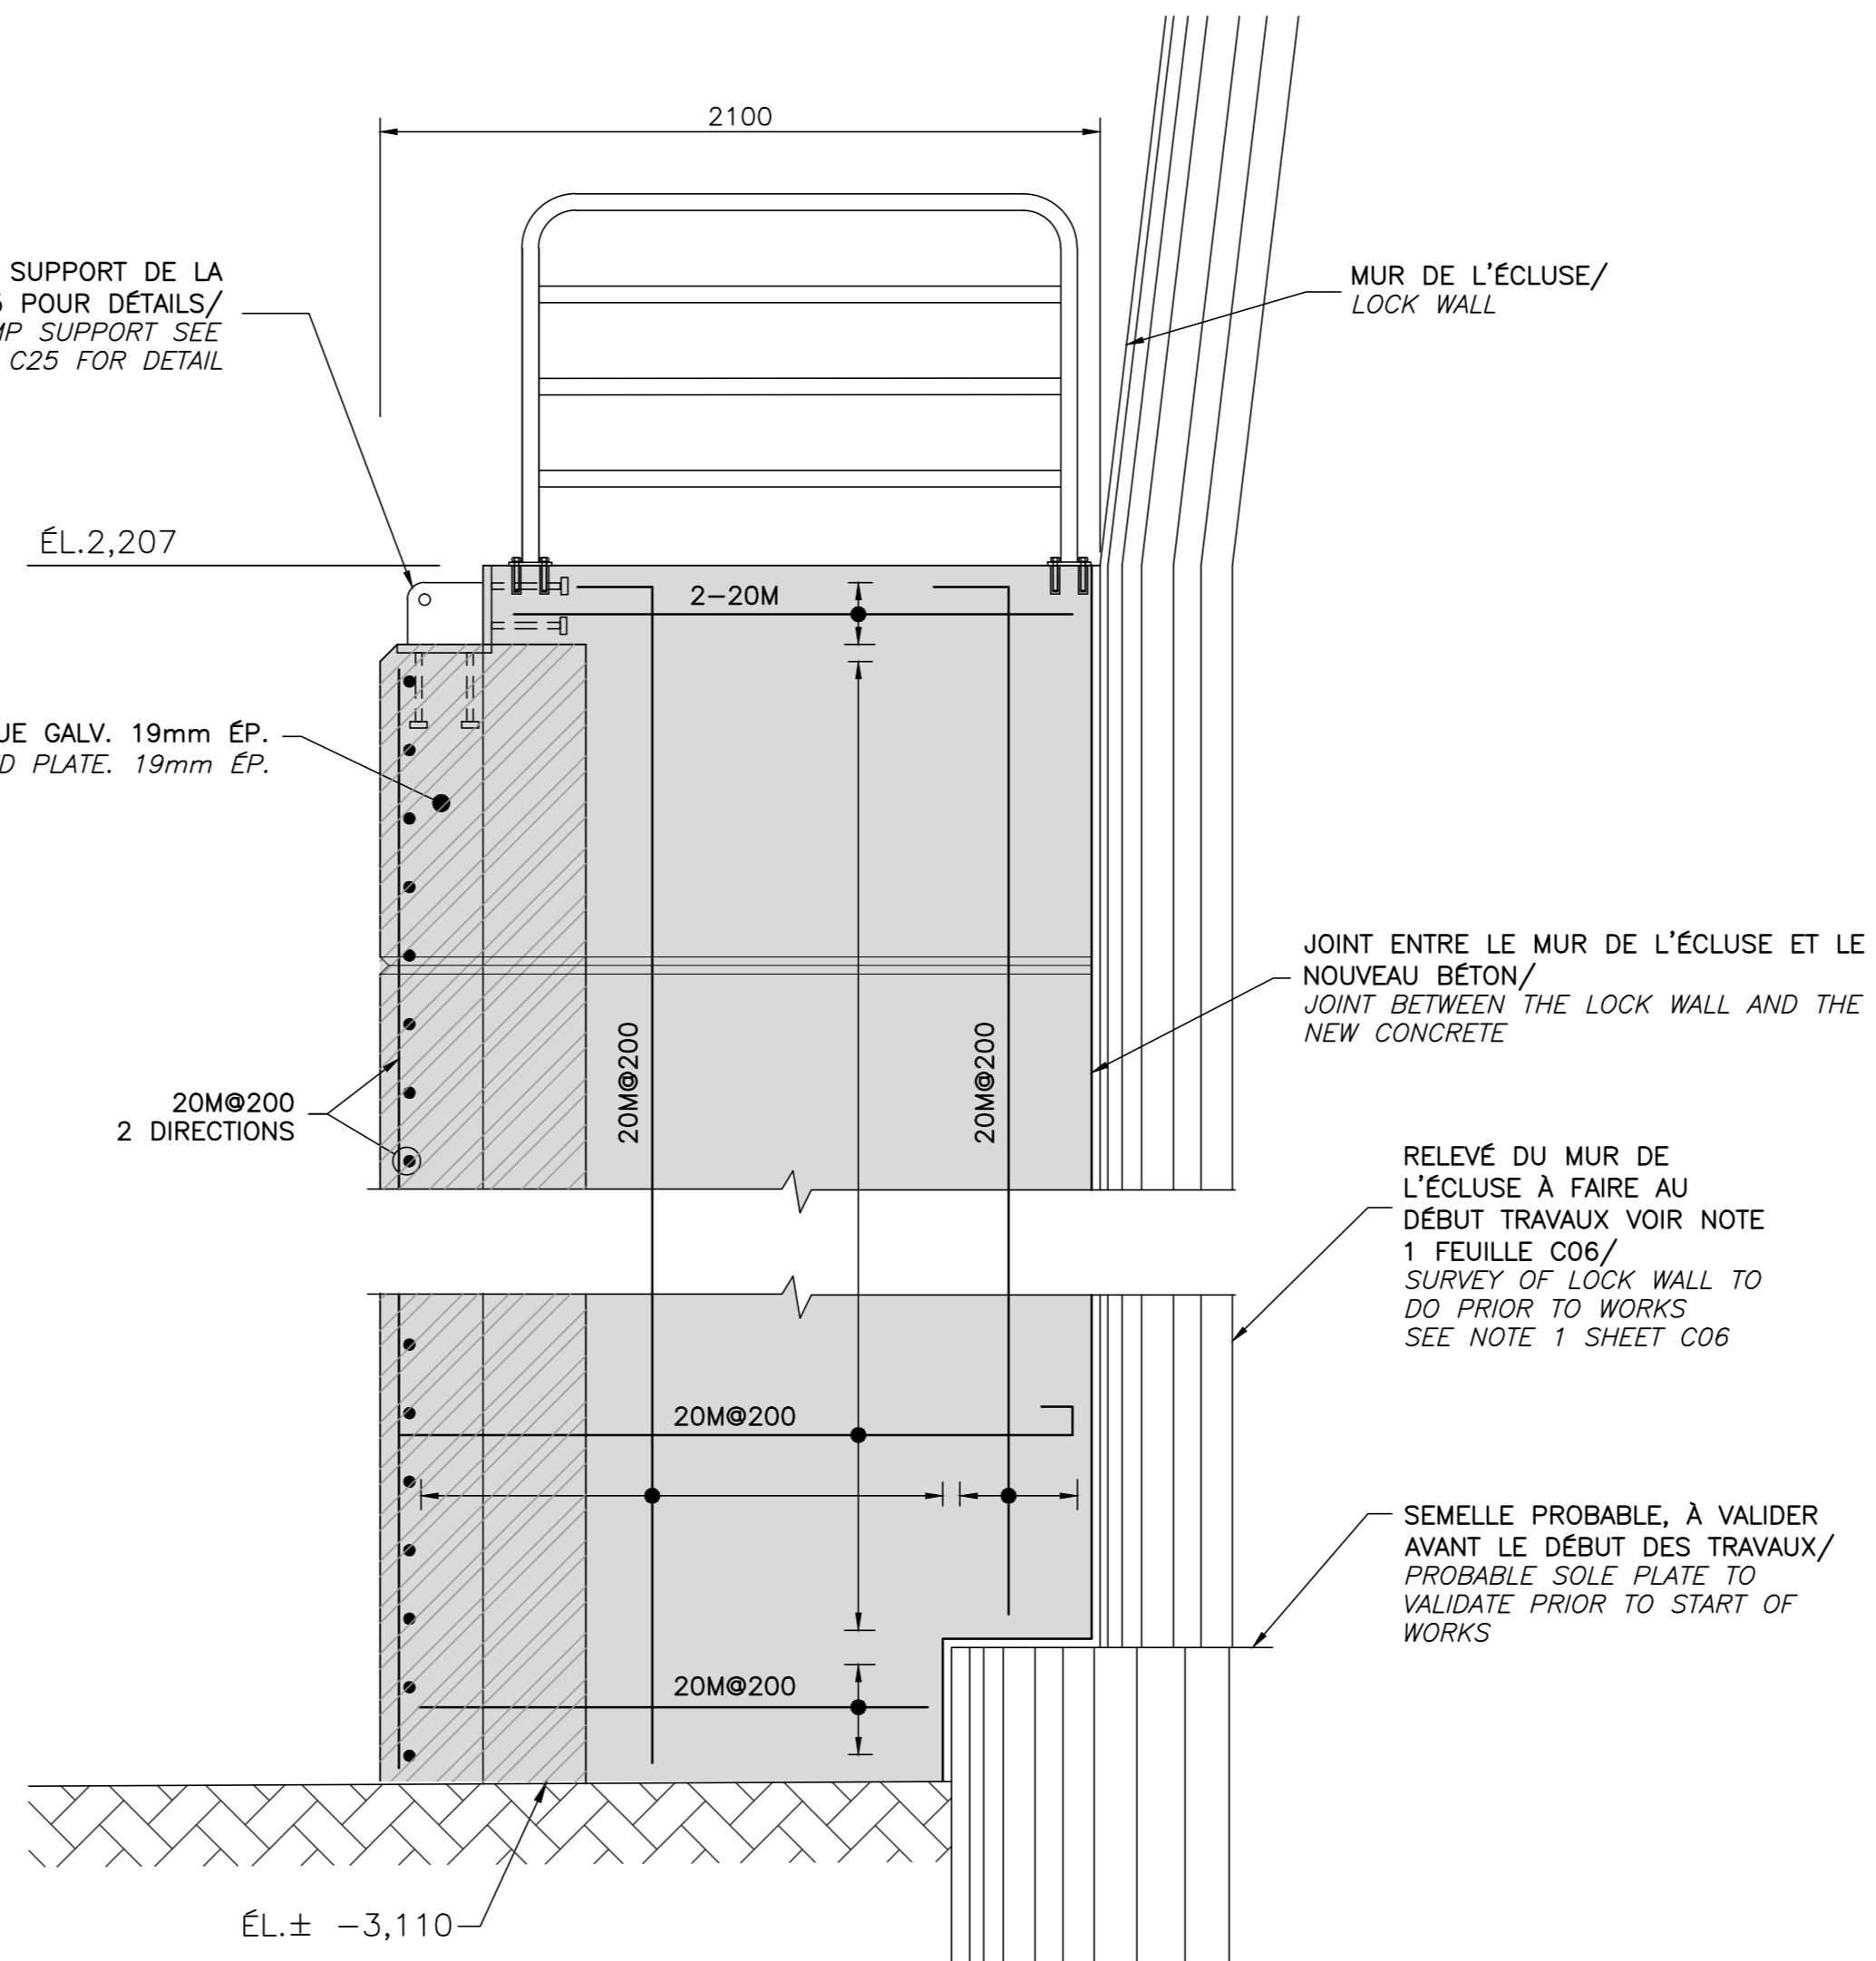 2100
SUPPORT DE LA
POUR DÉTAILS/
SUPPORT SEE
C25 FOR DETAIL
MUR DE L'ÉCLUSE/
LOCK WALL
ÉL.2,207
2-20M
GALV. 19mm ÉP.
PLATE. 19mm ÉP.
JOINT ENTRE LE MUR DE L'ÉCLUSE ET LE
NOUVEAU BÉTON/
JOINT BETWEEN THE LOCK WALL AND THE
NEW CONCRETE
20M@200
20M@200
20M@200
2 DIRECTIONS
RELEVÉ DU MUR DE
L'ÉCLUSE À FAIRE AU
DÉBUT TRAVAUX VOIR NOTE
1 FEUILLE C06/
SURVEY OF LOCK WALL TO
DO PRIOR TO WORKS
SEE NOTE 1 SHEET C06
20M@200
SEMELLE PROBABLE, À VALIDER
AVANT LE DÉBUT DES TRAVAUX/
PROBABLE SOLE PLATE TO
VALIDATE PRIOR TO START OF
WORKS
20M@200
ÉL.± -3,110